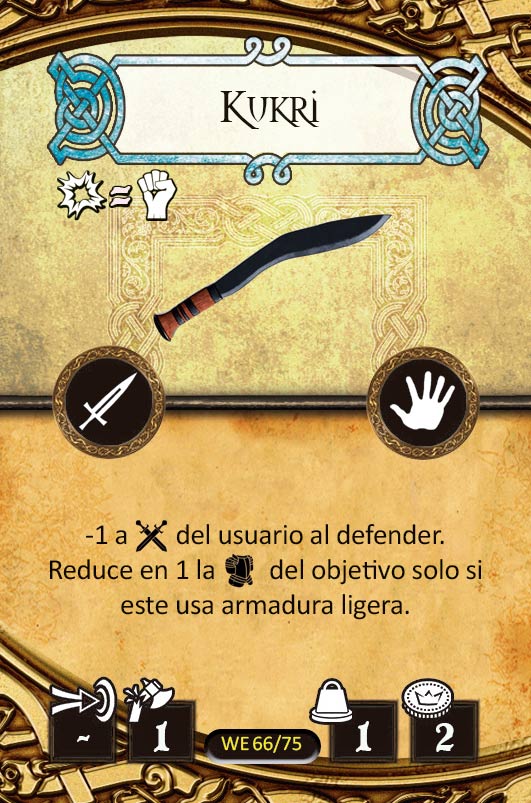 Kukri
=
-1 a del usuario al defender.
Reduce en 1 la del objetivo solo si
este usa armadura ligera.
- 1 WE 66/75 1 2